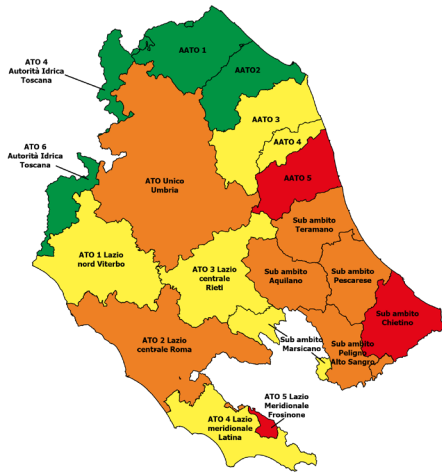 AATO 1
ATO 4
Autorità Idrica
Toscana
AATO2
AATO 3
ATO 6
Autorità Idrica
Toscana
AATO 4
AATO 5
ATO Unico
Umbria
Sub ambito
Teramano
ATO 1 Lazio
nord Viterbo
ATO 3 Lazio
centrale
Rieti
Sub ambito
Aquilano
Sub ambito
Pescarese
Sub ambito
Chietino
ATO 2 Lazio
centrale Roma
Sub ambito
Marsicano
Sub ambito
Peligno
Alto Sangro
ATO 5 Lazio
Meridionale
Frosinone
ATO 4 Lazio
meridionale
Latina